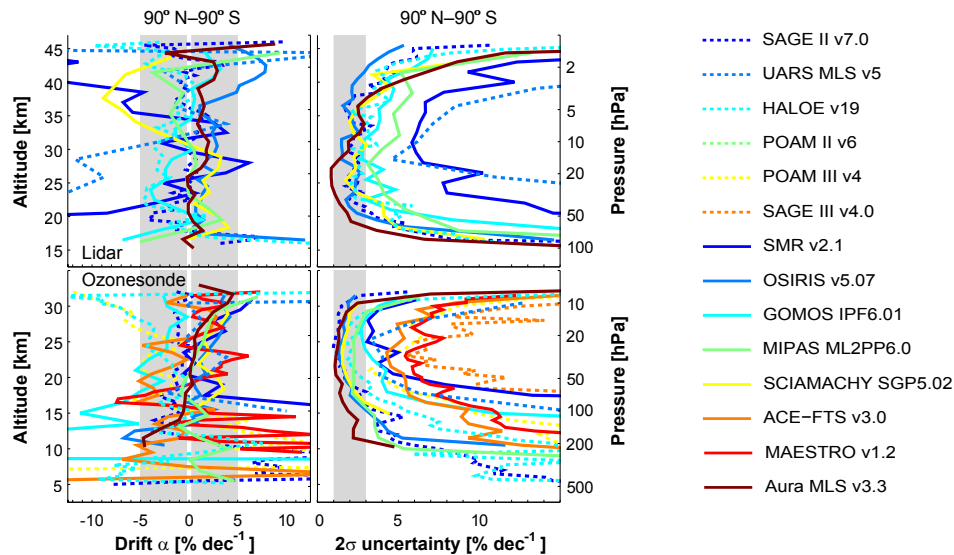 90° N–90° S
90° N–90° S
45
40
35
30
25
20
15
Altitude [km]
Lidar
2
5
10
20
50
100
Pressure [hPa]
30
25
20
15
10
5
Altitude [km]
Ozonesonde
10
20
50
100
200
500
Pressure [hPa]
-10
-5
0
5
10
Drift α [% dec⁻¹]
0
5
10
2σ uncertainty [% dec⁻¹]
SAGE II v7.0
UARS MLS v5
HALOE v19
POAM II v6
POAM III v4
SAGE III v4.0
SMR v2.1
OSIRIS v5.07
GOMOS IPF6.01
MIPAS ML2PP6.0
SCIAMACHY SGP5.02
ACE−FTS v3.0
MAESTRO v1.2
Aura MLS v3.3